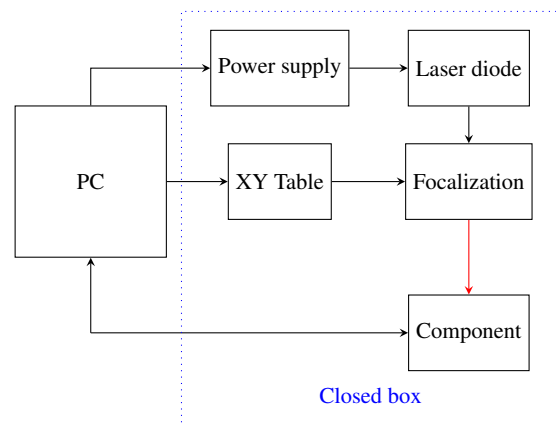 Power supply
Laser diode
PC
XY Table
Focalization
Component
Closed box